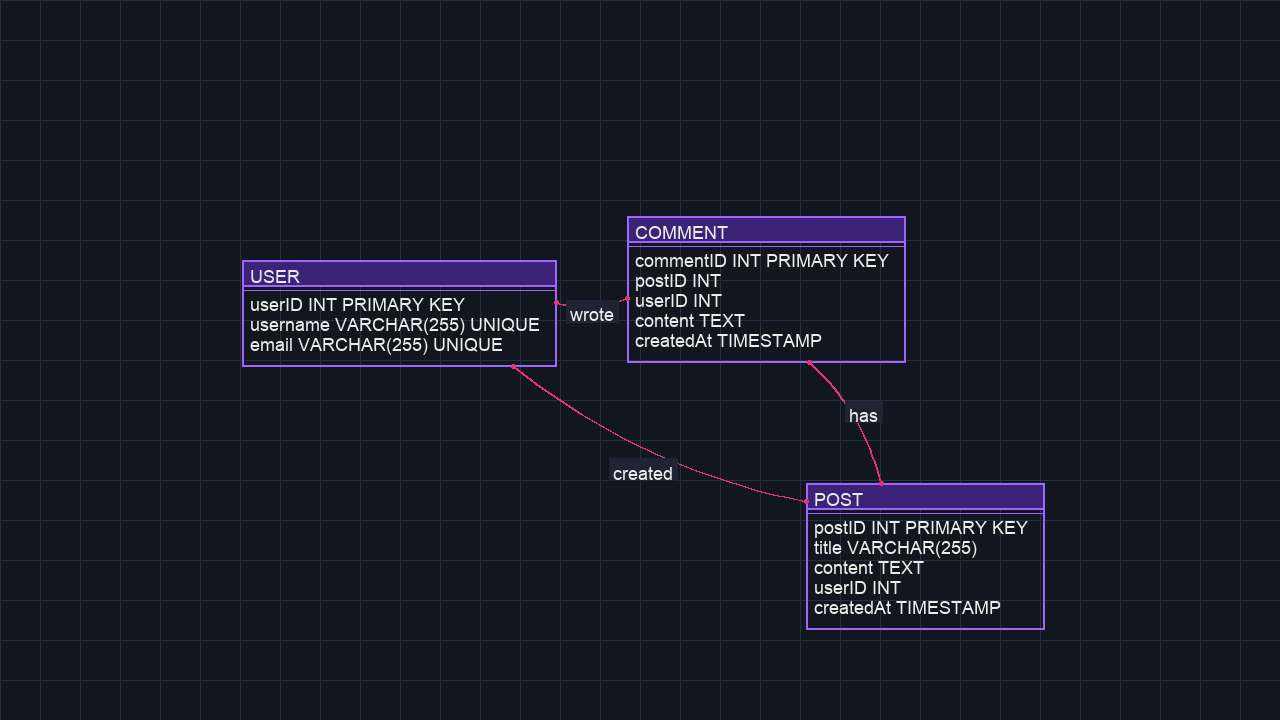 USER
userID INT PRIMARY KEY
username VARCHAR(255) UNIQUE
email VARCHAR(255) UNIQUE
wrote
COMMENT
commentID INT PRIMARY KEY
postID INT
userID INT
content TEXT
createdAt TIMESTAMP
has
created
POST
postID INT PRIMARY KEY
title VARCHAR(255)
content TEXT
userID INT
createdAt TIMESTAMP